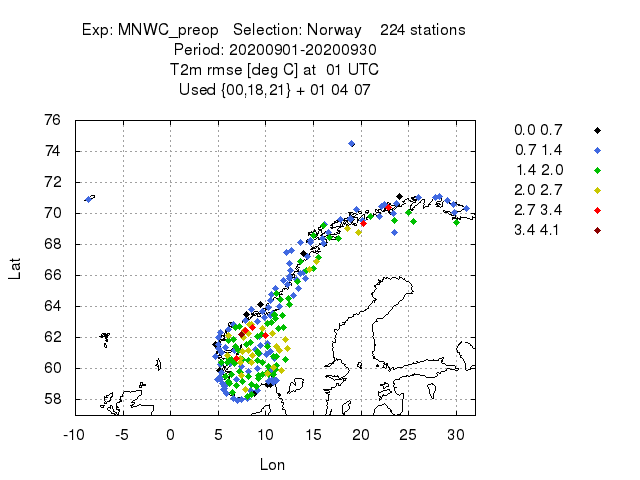 Exp: MNWC_preop   Selection: Norway    224 stations
Period: 20200901-20200930
T2m rmse [deg C] at  01 UTC
Used {00,18,21} + 01 04 07
76
74
72
70
68
66
64
62
60
58
Lat
-10 -5 0 5 10 15 20 25 30
Lon
0.0 0.7
0.7 1.4
1.4 2.0
2.0 2.7
2.7 3.4
3.4 4.1